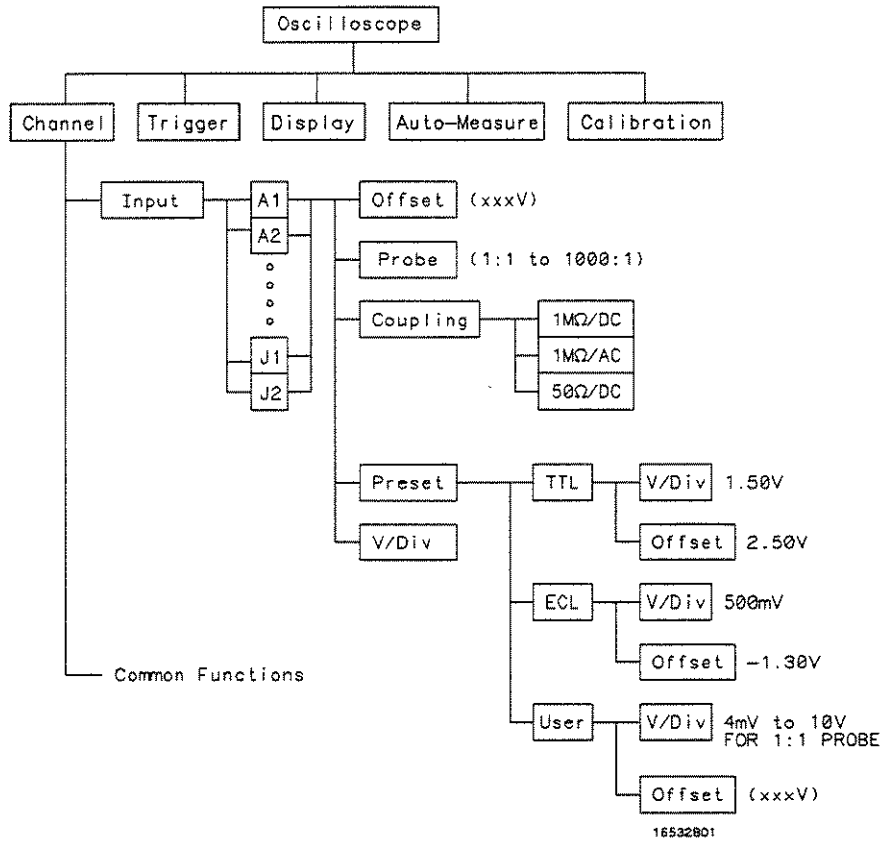 Oscilloscope
Channel
Trigger
Display
Auto-Measure
Calibration
Input
A1
A2
J1
J2
Offset (xxxV)
Probe (1:1 to 1000:1)
Coupling
1MΩ/DC
1MΩ/AC
50Ω/DC
Preset
TTL
V/Div 1.50V
Offset 2.50V
V/Div
ECL
V/Div 500mV
Offset -1.30V
Common Functions
User
V/Div 4mV to 10V
FOR 1:1 PROBE
Offset (xxxV)
16532B01